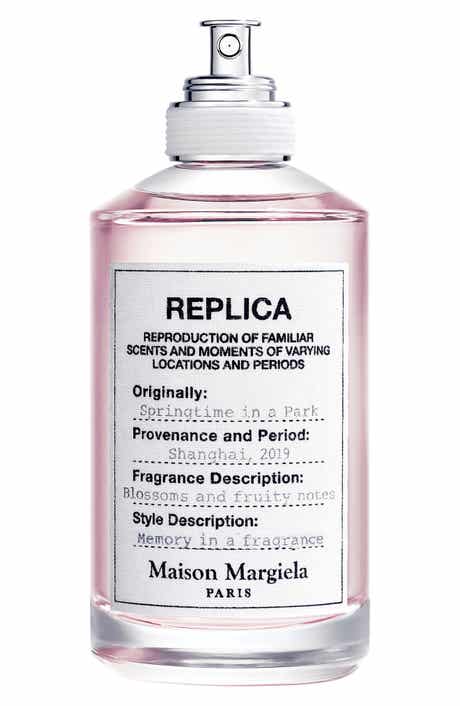 REPLICA
REPRODUCTION OF FAMILIAR
SCENTS AND MOMENTS OF VARYING
LOCATIONS AND PERIODS
Originally:
Springtime in a Park
Provenance and Period:
Shanghai, 2019
Fragrance Description:
Blossoms and fruity notes
Style Description:
Memory in a fragrance
Maison Margiela
PARIS